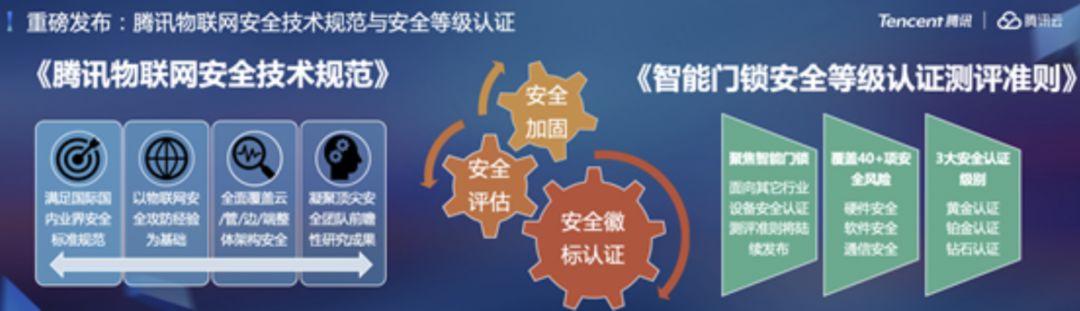 重磅发布：腾讯物联网安全技术规范与安全等级认证
Tencent腾讯
腾讯云
《腾讯物联网安全技术规范》
满足国际国
内业界安全
标准规范
以物联网安
全攻防经验
为基础
全面覆盖云
/管/边/端整
体架构安全
凝聚顶尖安
全团队前瞻
性研究成果
安全
加固
安全
评估
安全徽
标认证
《智能门锁安全等级认证测评准则》
聚焦智能门锁
面向其它行业
设备安全认证
测评准则将陆
续发布
覆盖40+项安
全风险
硬件安全
软件安全
通信安全
3大安全认证
级别
黄金认证
铂金认证
钻石认证